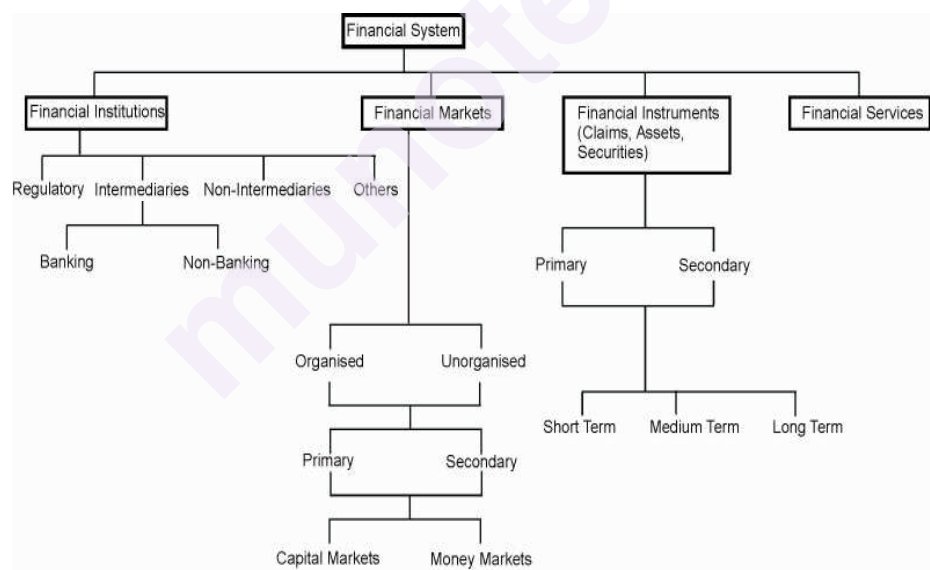 Financial System
Financial Institutions
Financial Markets
Financial Instruments
(Claims, Assets,
Securities)
Financial Services
Regulatory
Intermediaries
Non-Intermediaries
Others
Banking
Non-Banking
Primary
Secondary
Organised
Unorganised
Short Term
Medium Term
Long Term
Primary
Secondary
Capital Markets
Money Markets
munote